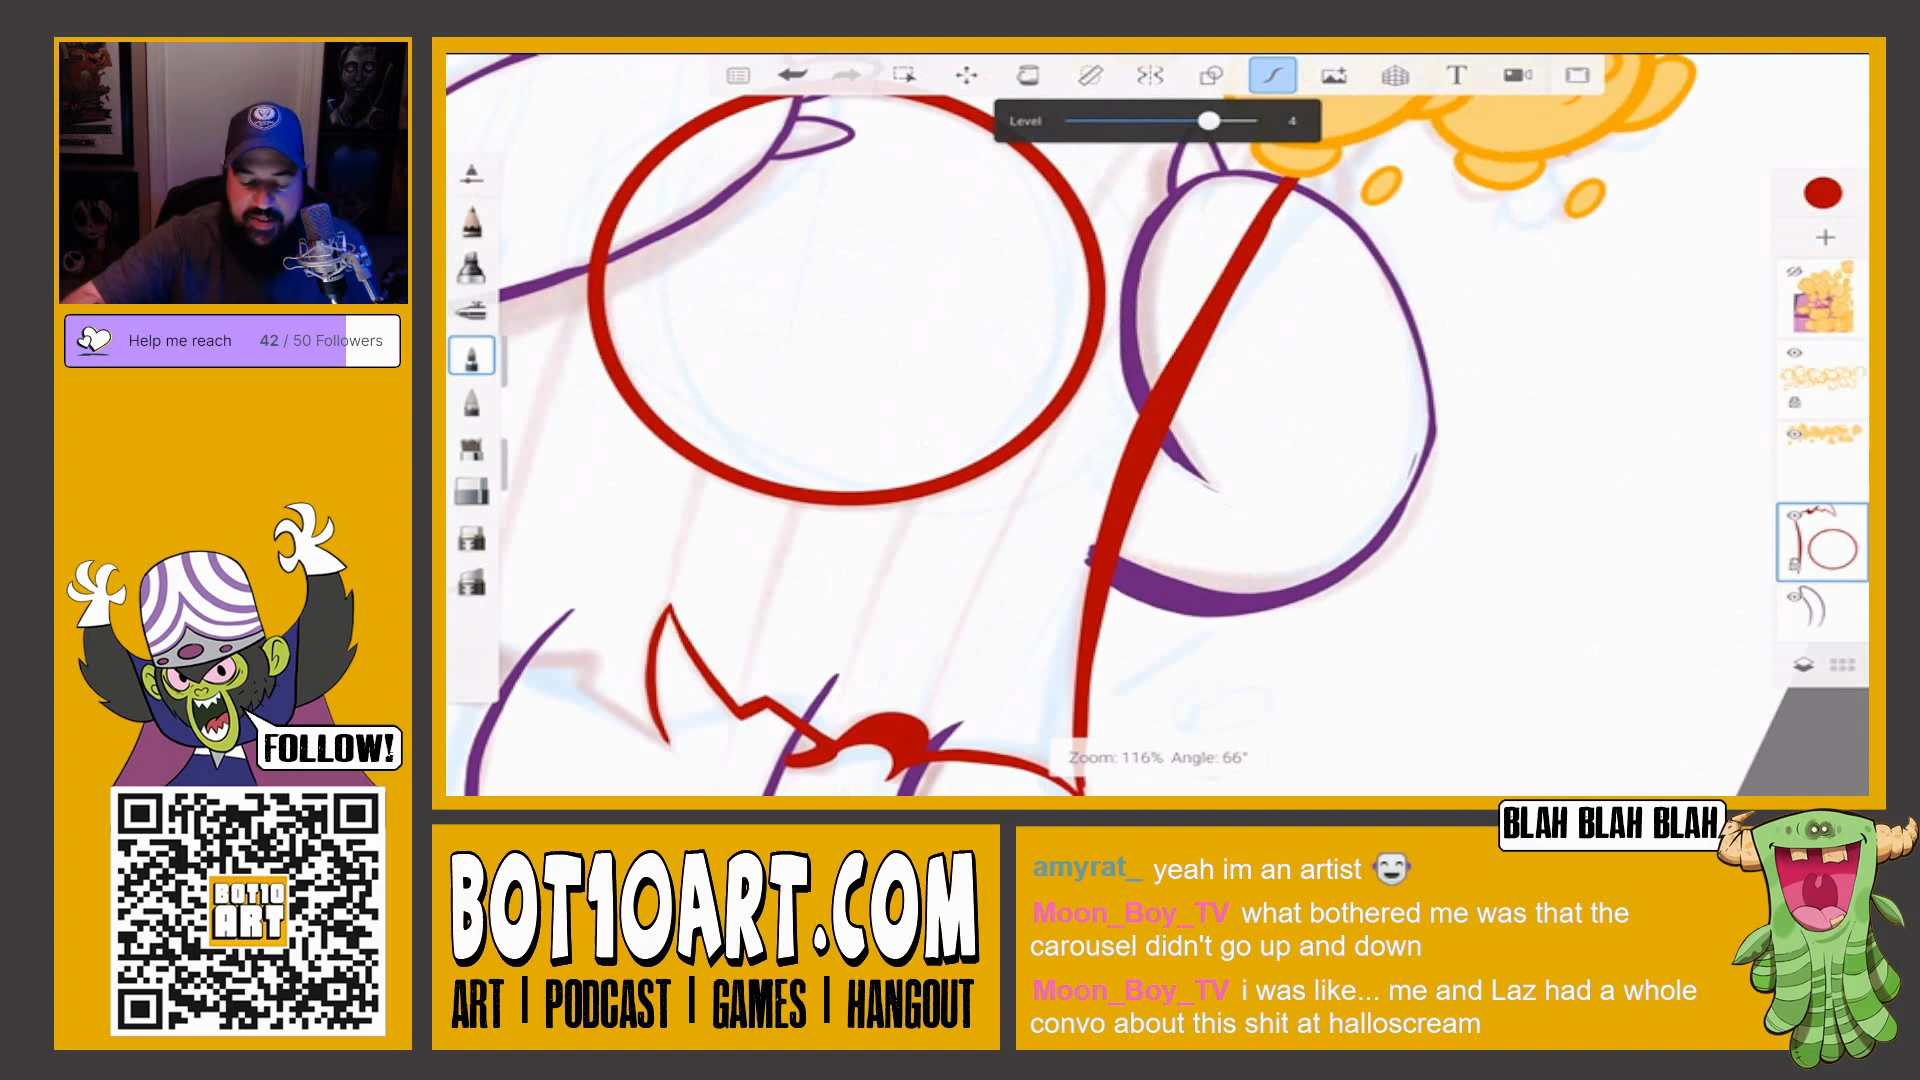 Level 4
Help me reach 42 / 50 Followers
FOLLOW!
BOT10
ART
Zoom: 116% Angle: 66°
BOT10ART.COM
ART | PODCAST | GAMES | HANGOUT
BLAH BLAH BLAH
amyrat_ yeah im an artist
Moon_Boy_TV what bothered me was that the
carousel didn't go up and down
Moon_Boy_TV i was like... me and Laz had a whole
convo about this shit at halloscream